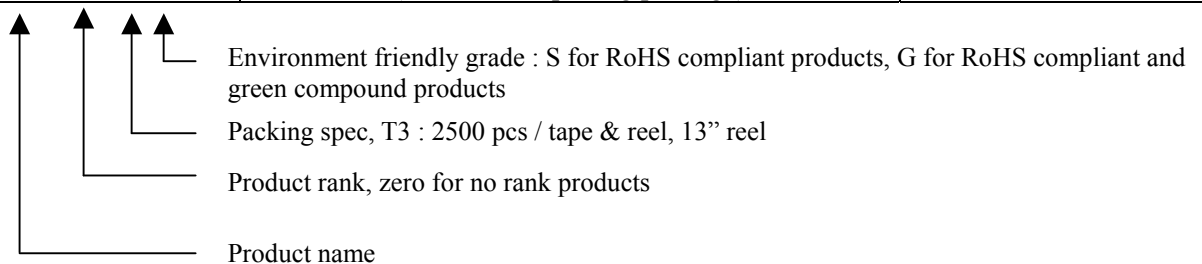 Environment friendly grade : S for RoHS compliant products, G for RoHS compliant and
green compound products
Packing spec, T3 : 2500 pcs / tape & reel, 13” reel
Product rank, zero for no rank products
Product name